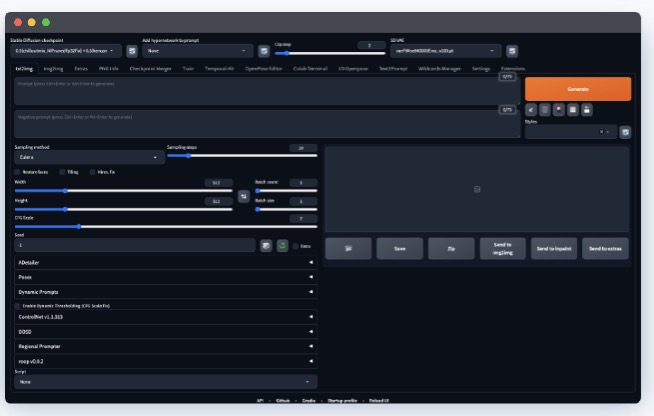 Stable Diffusion checkpoint
Add hypernetwork to prompt
Clip skip
2
SD VAE
None
txt2img img2img Extras PNG Info Checkpoint Merger Train OpenPose Editor 3D Openpose Text2Prompt Wildcards Manager Settings Extensions
Prompt (press Ctrl+Enter or Alt+Enter to generate)
0/75
Negative prompt (press Ctrl+Enter or Alt+Enter to generate)
0/75
Generate
Styles
Sampling method
Euler a
Sampling steps
20
Restore faces Tiling Hires. fix
Width
512
Batch count
1
Height
512
Batch size
1
CFG Scale
7
Seed
-1
Extra
Save
Zip
Send to
img2img
Send to inpaint
Send to extras
ADetailer
Poses
Dynamic Prompts
Enable Dynamic Thresholding (CFG Scale Fix)
ControlNet v1.1.313
DDSD
Regional Prompter
roop v0.0.2
Script
None
API · Github · Gradio · Startup profile · Reload UI